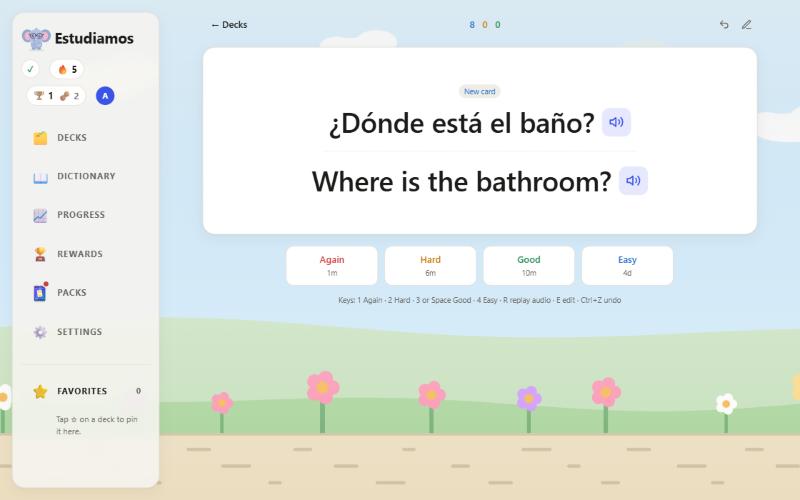 Estudiamos
✓ 5
1 2 A
DECKS
DICTIONARY
PROGRESS
REWARDS
PACKS
SETTINGS
FAVORITES 0
Tap ☆ on a deck to pin
it here.
← Decks
8 0 0
New card
¿Dónde está el baño?
Where is the bathroom?
Again
1m
Hard
6m
Good
10m
Easy
4d
Keys: 1 Again · 2 Hard · 3 or Space Good · 4 Easy · R replay audio · E edit · Ctrl+Z undo